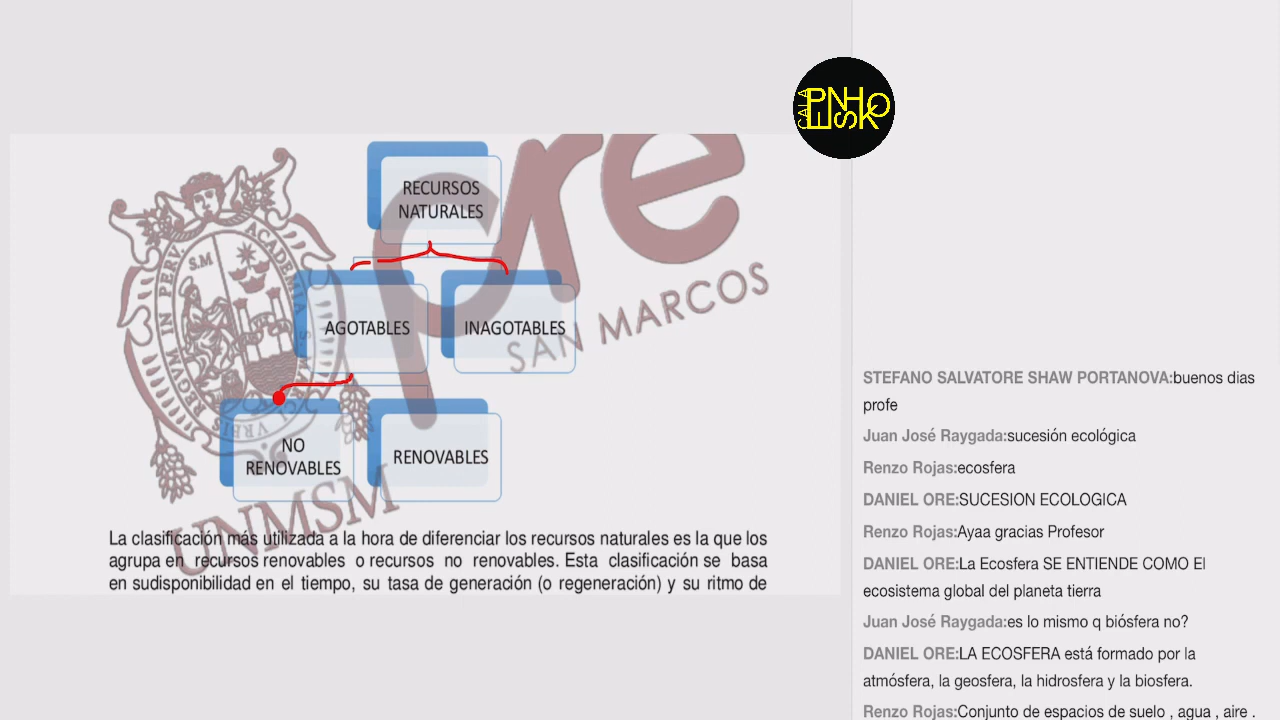 RECURSOS
NATURALES
AGOTABLES
INAGOTABLES
NO
RENOVABLES
RENOVABLES
La clasificación más utilizada a la hora de diferenciar los recursos naturales es la que los
agrupa en recursos renovables o recursos no renovables. Esta clasificación se basa
en sudisponibilidad en el tiempo, su tasa de generación (o regeneración) y su ritmo de
pre
SAN MARCOS
UNMSM
ACADEMIA
S.M
REGVM IN PERV.
STEFANO SALVATORE SHAW PORTANOVA:buenos dias
profe
Juan José Raygada:sucesión ecológica
Renzo Rojas:ecosfera
DANIEL ORE:SUCESION ECOLOGICA
Renzo Rojas:Ayaa gracias Profesor
DANIEL ORE:La Ecosfera SE ENTIENDE COMO El
ecosistema global del planeta tierra
Juan José Raygada:es lo mismo q biósfera no?
DANIEL ORE:LA ECOSFERA está formado por la
atmósfera, la geosfera, la hidrosfera y la biosfera.
Renzo Rojas:Conjunto de espacios de suelo , agua , aire .